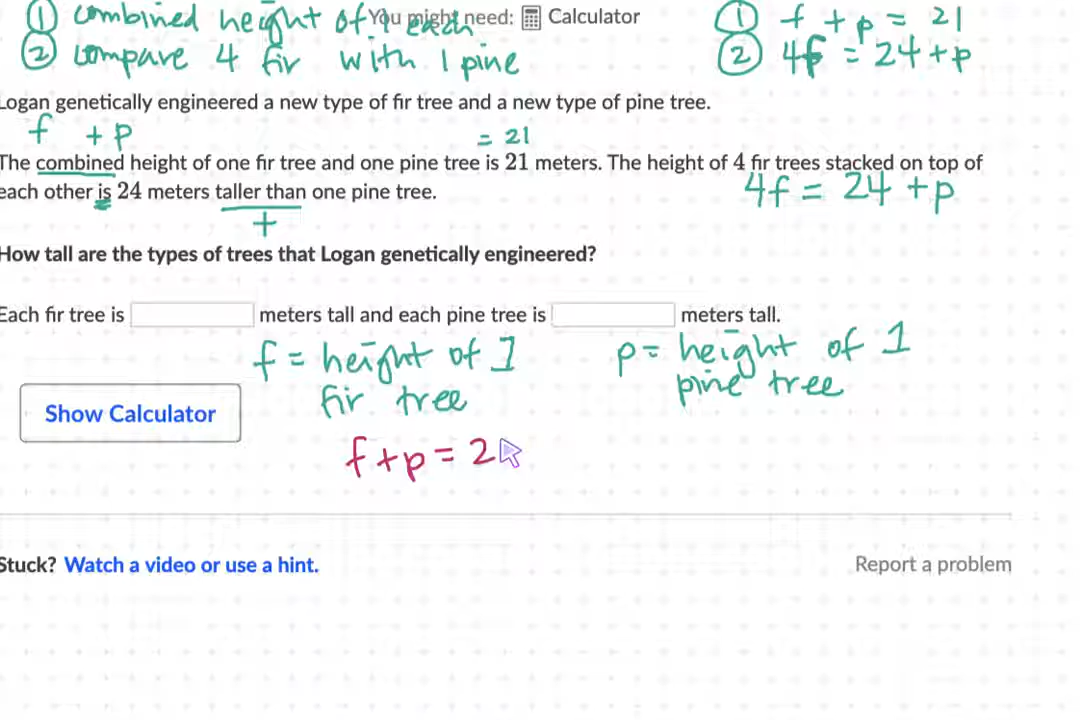 ① combined height of 1 each You might need: Calculator ① f + p = 21
② compare 4 fir with 1 pine ② 4f = 24 + p
Logan genetically engineered a new type of fir tree and a new type of pine tree.
f + p = 21
The combined height of one fir tree and one pine tree is 21 meters. The height of 4 fir trees stacked on top of
each other is 24 meters taller than one pine tree. 4f = 24 + p
+
How tall are the types of trees that Logan genetically engineered?
Each fir tree is meters tall and each pine tree is meters tall.
f = height of 1 p = height of 1
fir tree pine tree
Show Calculator
f + p = 2
Stuck? Watch a video or use a hint. Report a problem